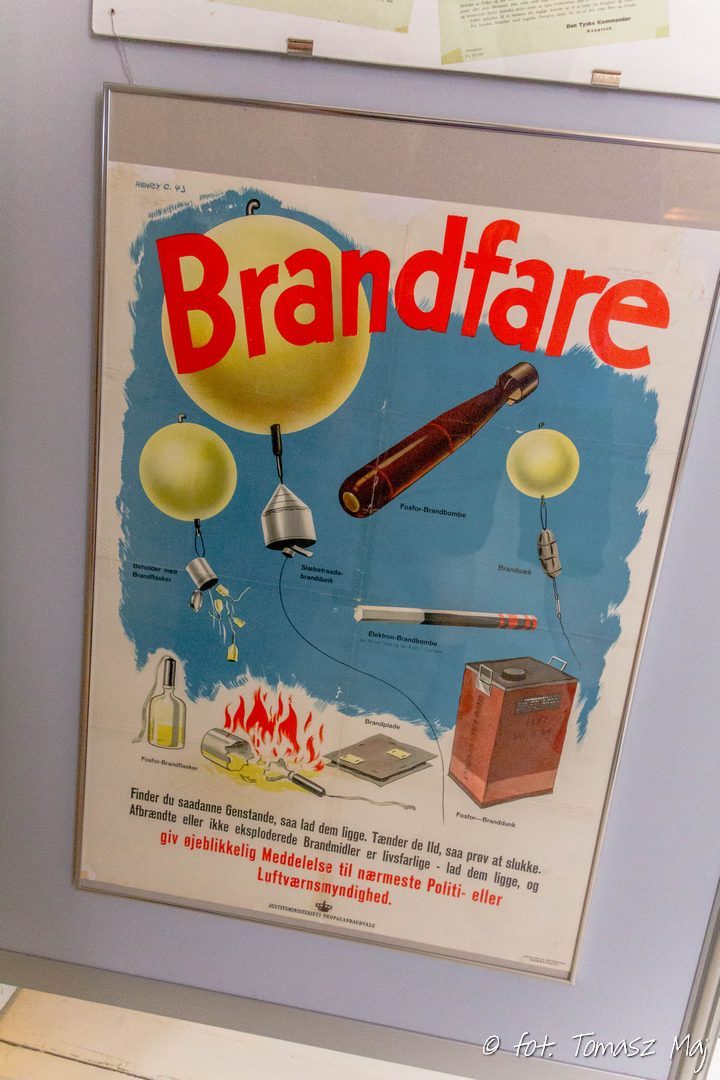 Den Tyske Kommandør
HENRY C. 43
Brandfare
Fosfor-Brandbombe
Beholder med
Brandflasker
Slæbetraads-
branddunk
Brandsæk
Elektron-Brandbombe
Brandplade
Fosfor-Brandflasker
Fosfor-Branddunk
Finder du saadanne Genstande, saa lad dem ligge. Tænder de Ild, saa prøv at slukke.
Afbrændte eller ikke eksploderede Brandmidler er livsfarlige - lad dem ligge, og
giv øjeblikkelig Meddelelse til nærmeste Politi- eller
Luftværnsmyndighed.
JUSTITSMINISTERIETS PROPAGANDAUDVALG
© fot. Tomasz Maj